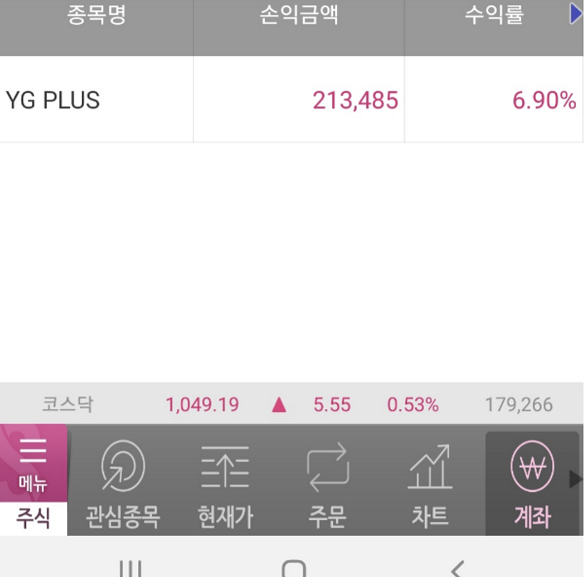 종목명 손익금액 수익률
YG PLUS 213,485 6.90%
코스닥 1,049.19 ▲ 5.55 0.53% 179,266
메뉴
주식 관심종목 현재가 주문 차트 계좌